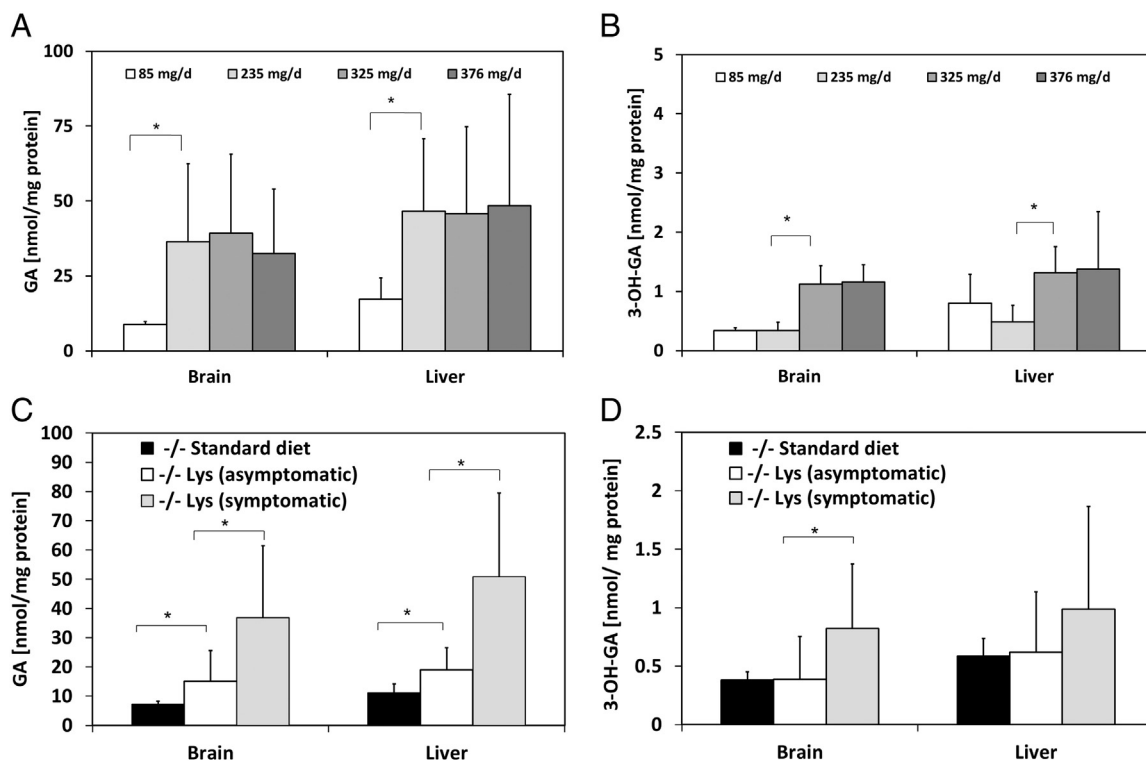 A
GA [nmol/mg protein]
100
75
50
25
0
85 mg/d 235 mg/d 325 mg/d 376 mg/d
*
*
Brain Liver
B
3-OH-GA [nmol/mg protein]
5
4
3
2
1
0
85 mg/d 235 mg/d 325 mg/d 376 mg/d
*
*
Brain Liver
C
GA [nmol/mg protein]
100
90
80
70
60
50
40
30
20
10
0
-/- Standard diet
-/- Lys (asymptomatic)
-/- Lys (symptomatic)
*
*
*
*
Brain Liver
D
3-OH-GA [nmol/ mg protein]
2.5
2
1.5
1
0.5
0
-/- Standard diet
-/- Lys (asymptomatic)
-/- Lys (symptomatic)
*
Brain Liver